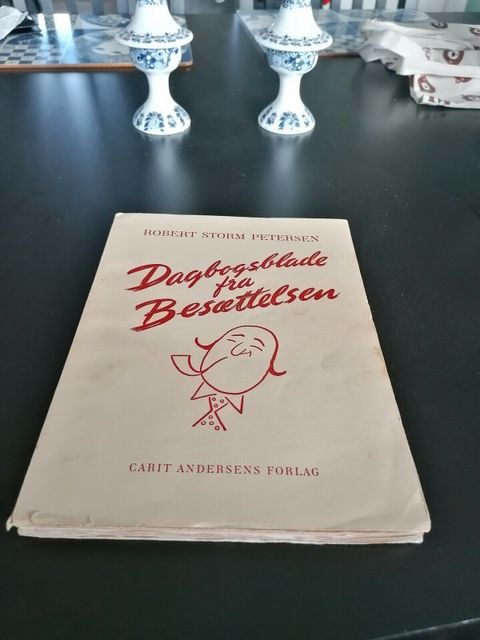 ROBERT STORM PETERSEN
Dagbogsblade
fra
Besættelsen
CARIT ANDERSENS FORLAG